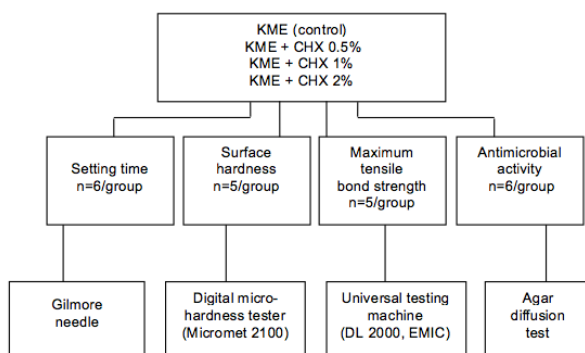 KME (control)
KME + CHX 0.5%
KME + CHX 1%
KME + CHX 2%
Setting time
n=6/group
Surface
hardness
n=5/group
Maximum
tensile
bond strength
n=5/group
Antimicrobial
activity
n=6/group
Gilmore
needle
Digital micro-
hardness tester
(Micromet 2100)
Universal testing
machine
(DL 2000, EMIC)
Agar
diffusion
test